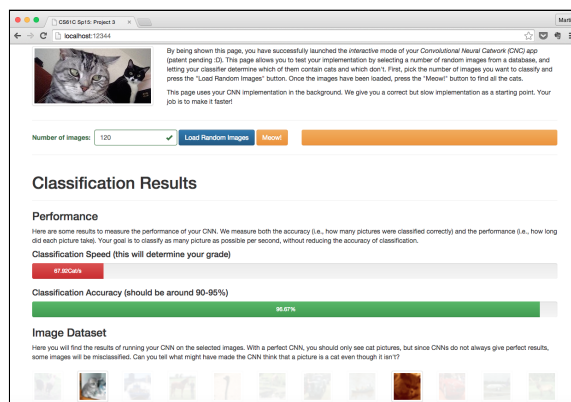 CS61C Sp15: Project 3
Marti
localhost:12344
By being shown this page, you have successfully launched the interactive mode of your Convolutional Neural Catwork (CNC) app
(patent pending :D). This page allows you to test your implementation by selecting a number of random images from a database, and
letting your classifier determine which of them contain cats and which don't. First, pick the number of images you want to classify and
press the "Load Random Images" button. Once the images have been loaded, press the "Meow!" button to find all the cats.
This page uses your CNN implementation in the background. We give you a correct but slow implementation as a starting point. Your
job is to make it faster!
Number of images: 120 Load Random Images Meow!
Classification Results
Performance
Here are some results to measure the performance of your CNN. We measure both the accuracy (i.e., how many pictures were classified correctly) and the performance (i.e., how long
did each picture take). Your goal is to classify as many picture as possible per second, without reducing the accuracy of classification.
Classification Speed (this will determine your grade)
67.92Cat/s
Classification Accuracy (should be around 90-95%)
96.67%
Image Dataset
Here you will find the results of running your CNN on the selected images. With a perfect CNN, you should only see cat pictures, but since CNNs do not always give perfect results,
some images will be misclassified. Can you tell what might have made the CNN think that a picture is a cat even though it isn't?